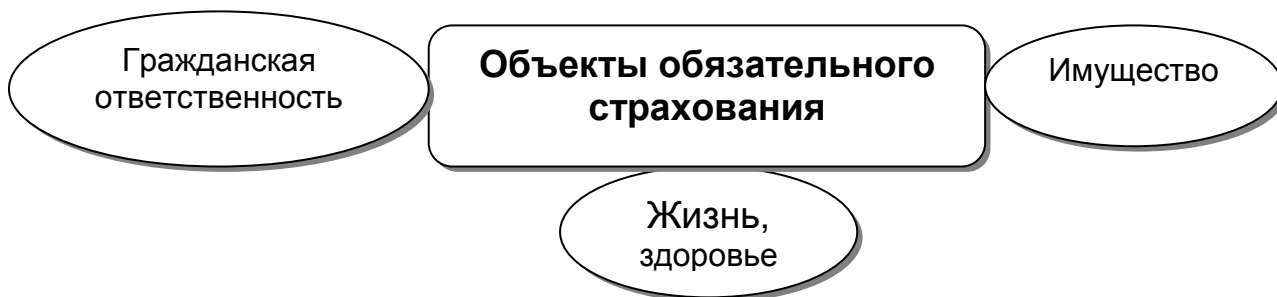 Гражданская
ответственность
Объекты обязательного
страхования
Имущество
Жизнь,
здоровье